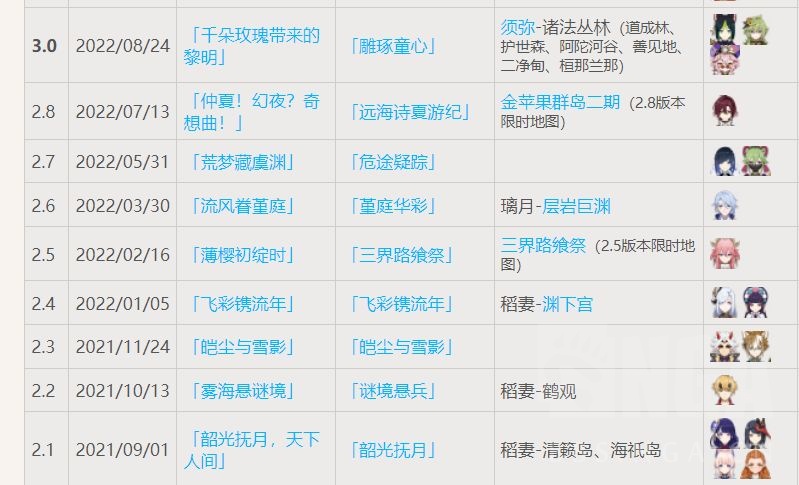 3.0 2022/08/24 「千朵玫瑰带来的 「雕琢童心」 须弥-诸法丛林（道成林、
黎明」 护世森、阿陀河谷、善见地、
二净甸、桓那兰那）
2.8 2022/07/13 「仲夏！幻夜？奇 「远海诗夏游纪」 金苹果群岛二期（2.8版本
想曲！」 限时地图）
2.7 2022/05/31 「荒梦藏虞渊」 「危途疑踪」
2.6 2022/03/30 「流风眷堇庭」 「堇庭华彩」 璃月-层岩巨渊
2.5 2022/02/16 「薄樱初绽时」 「三界路飨祭」 三界路飨祭（2.5版本限时地
图）
2.4 2022/01/05 「飞彩镌流年」 「飞彩镌流年」 稻妻-渊下宫
2.3 2021/11/24 「皑尘与雪影」 「皑尘与雪影」
2.2 2021/10/13 「雾海悬谜境」 「谜境悬兵」 稻妻-鹤观
2.1 2021/09/01 「韶光抚月，天下 「韶光抚月」 稻妻-清籁岛、海祇岛
人间」